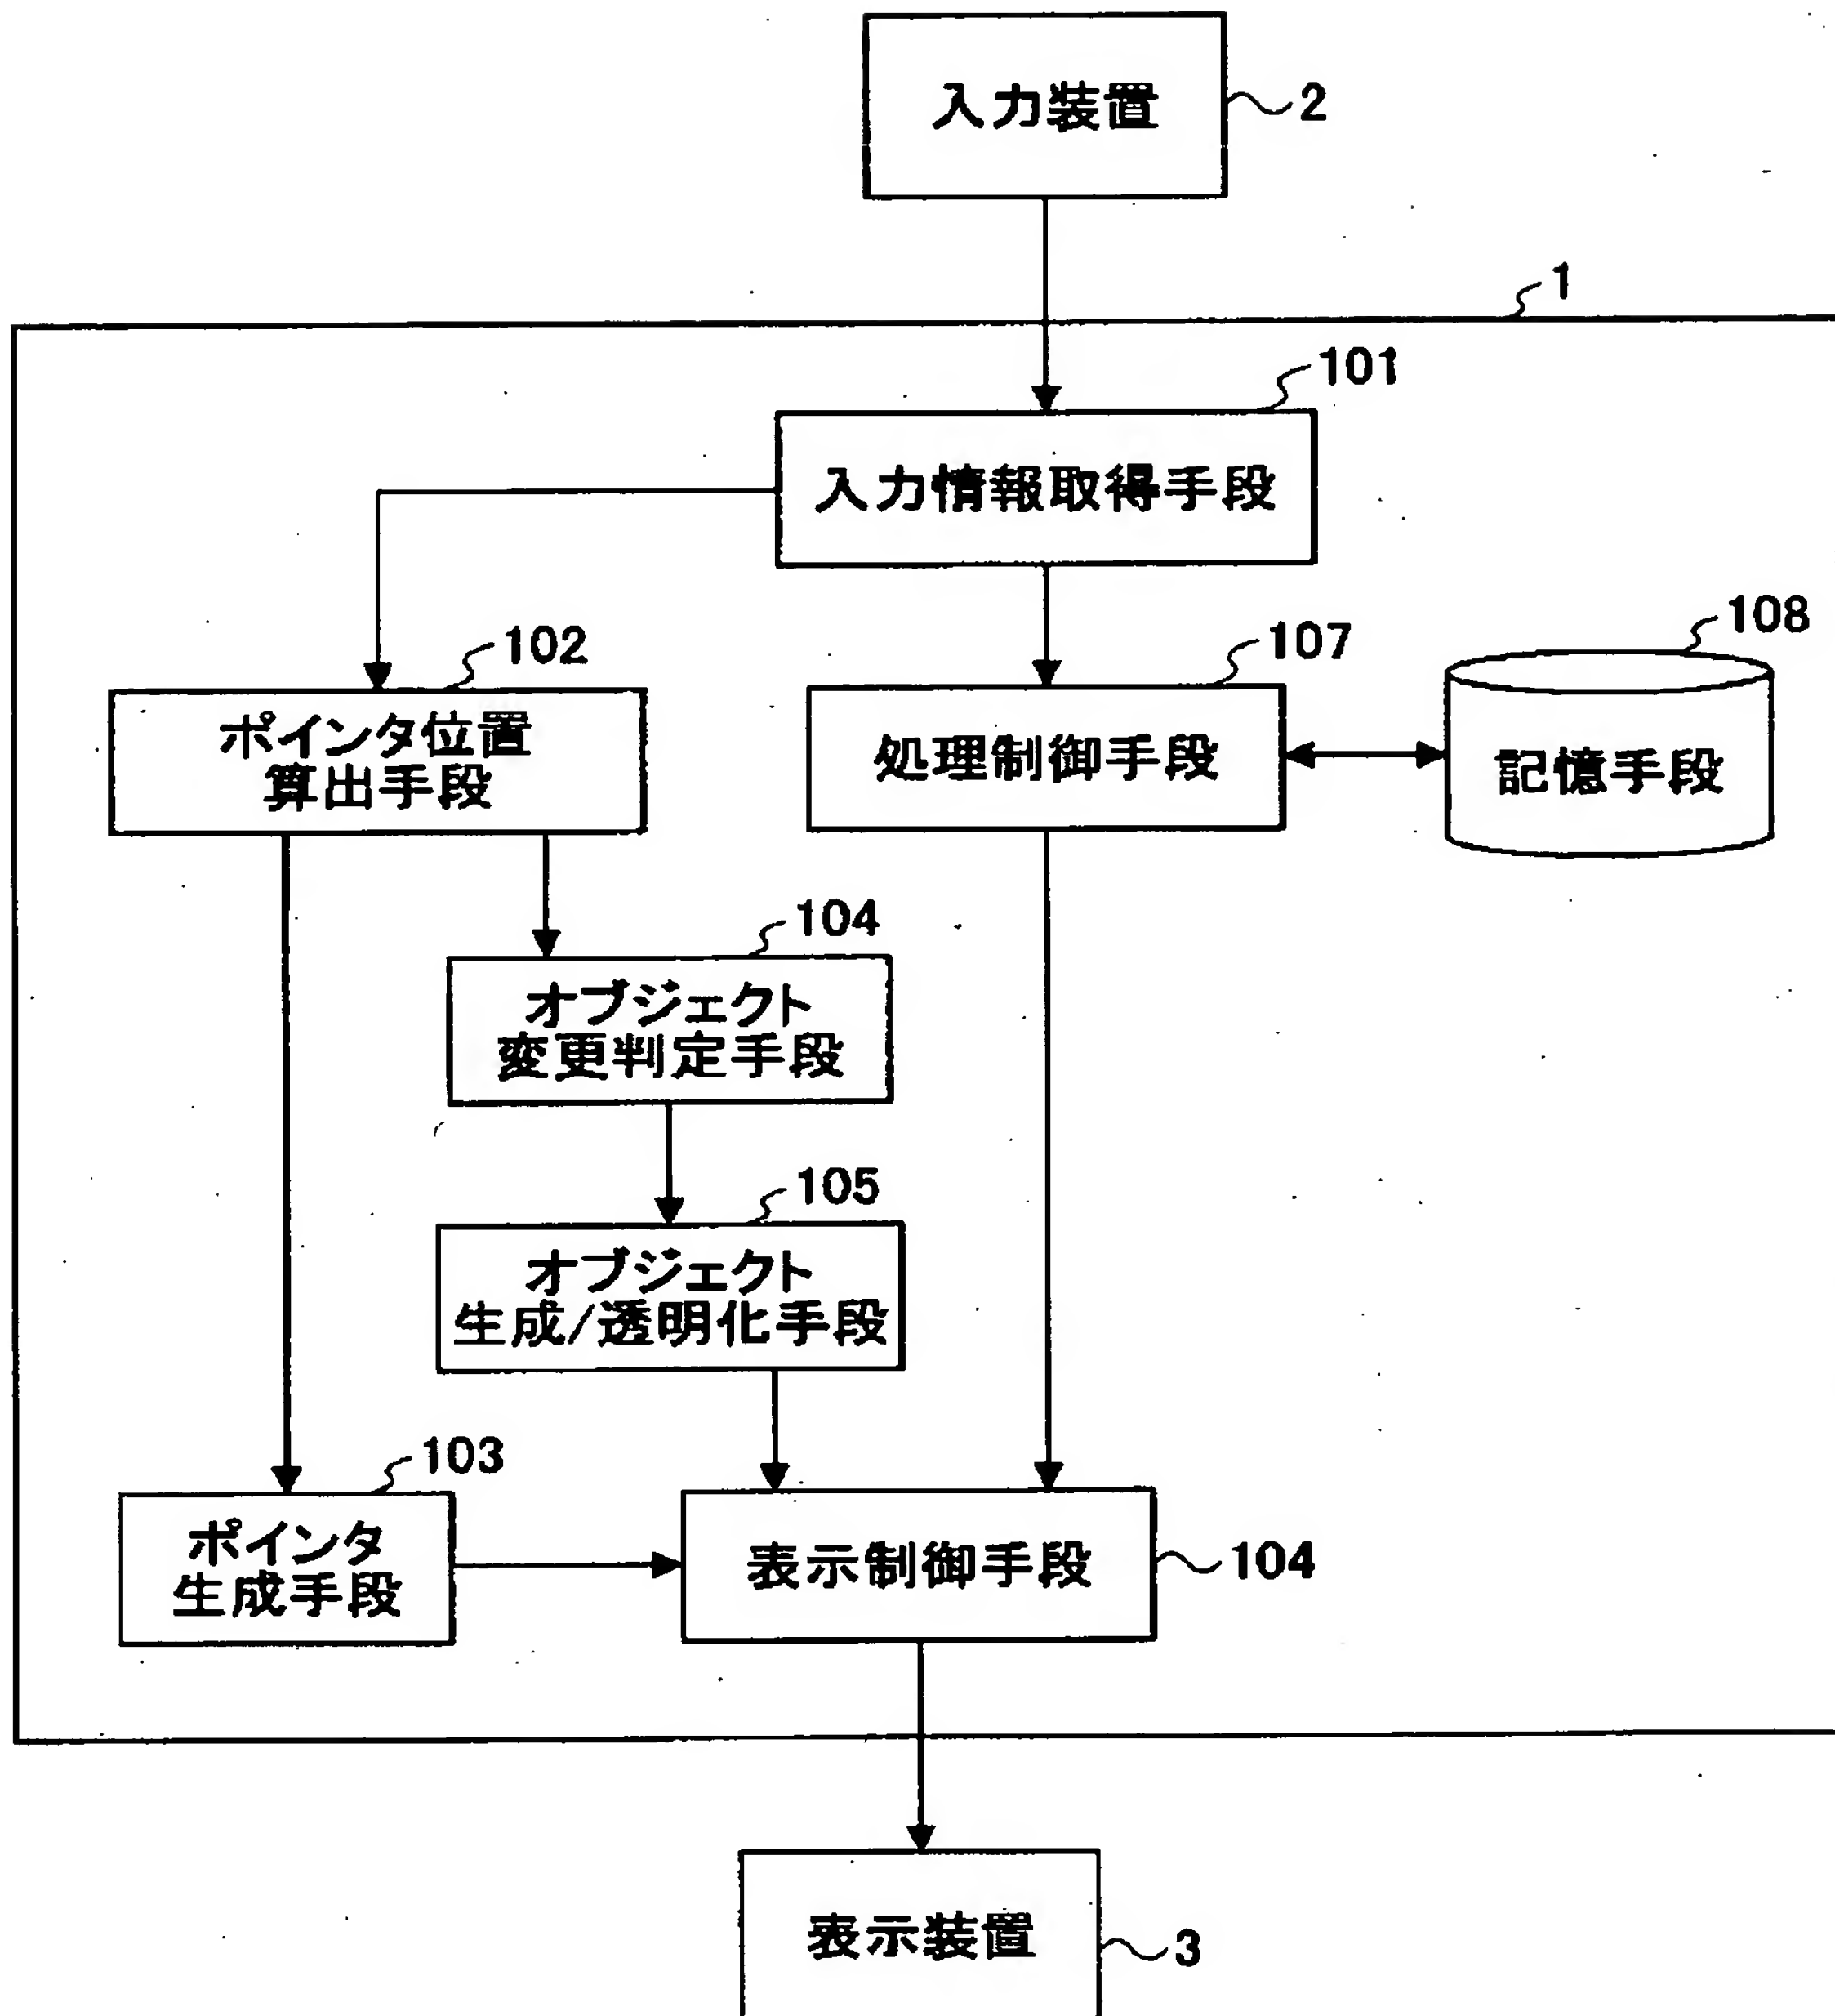 入力装置
2
1
101
入力情報取得手段
102
ポインタ位置
算出手段
107
処理制御手段
108
記憶手段
104
オブジェクト
変更判定手段
105
オブジェクト
生成/透明化手段
103
ポインタ
生成手段
表示制御手段
104
表示装置
3